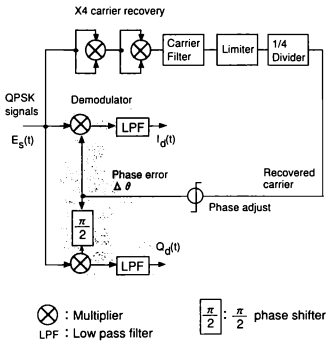 X4 carrier recovery
Carrier Filter
Limiter
1/4 Divider
QPSK signals
Es(t)
Demodulator
LPF
Id(t)
Phase error
Δ θ
Recovered carrier
Phase adjust
π/2
Qd(t)
LPF
: Multiplier
LPF : Low pass filter
π/2 : π/2 phase shifter